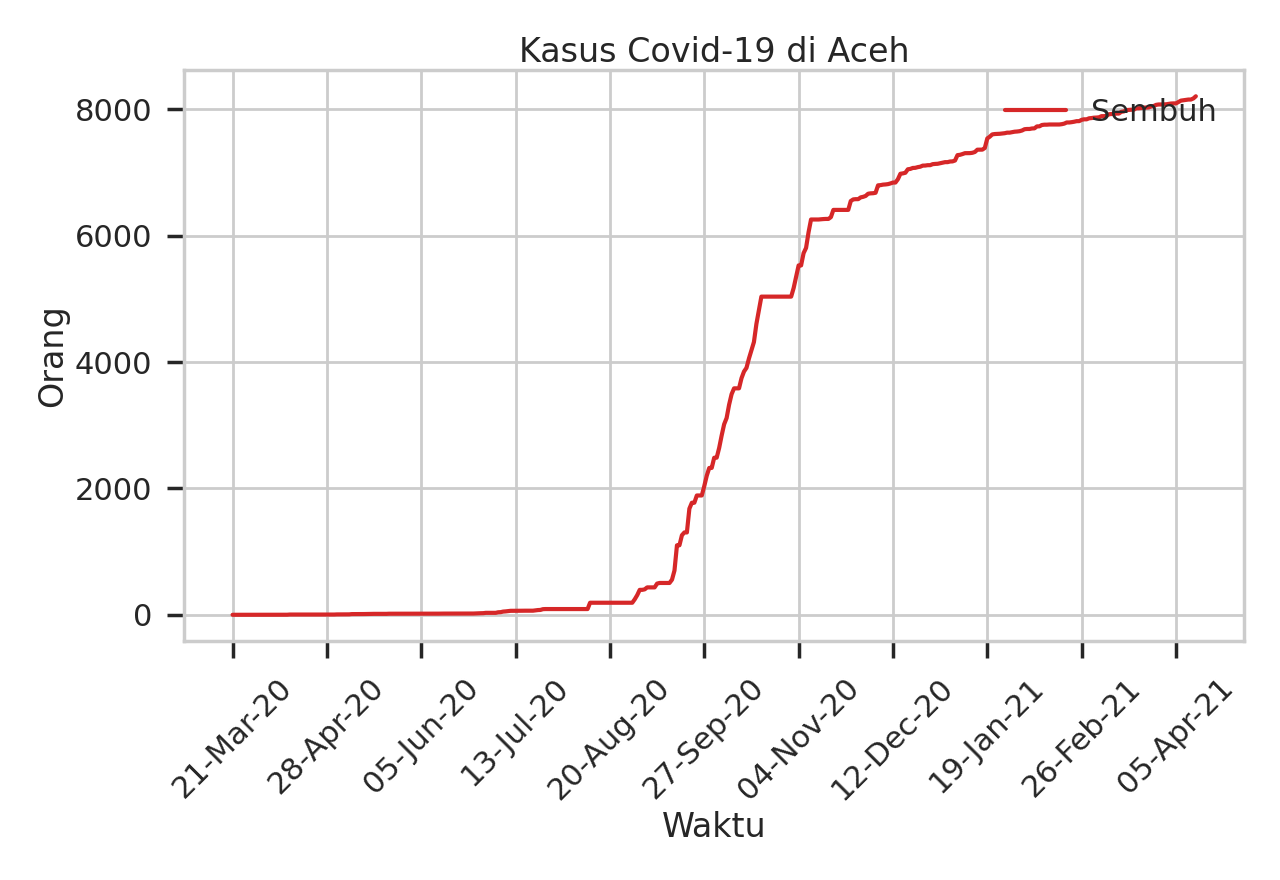 Kasus Covid-19 di Aceh
Sembuh
8000
6000
4000
2000
0
Orang
21-Mar-20
28-Apr-20
05-Jun-20
13-Jul-20
20-Aug-20
27-Sep-20
04-Nov-20
12-Dec-20
19-Jan-21
26-Feb-21
05-Apr-21
Waktu